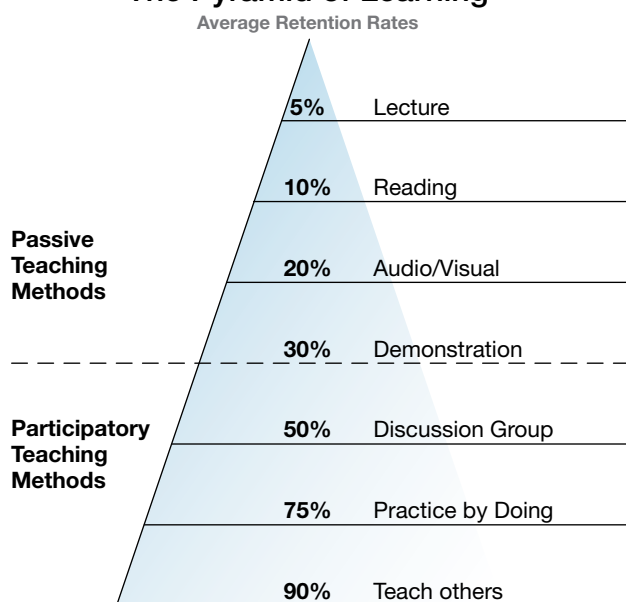 The Pyramid of Learning
Average Retention Rates
5% Lecture
10% Reading
Passive
Teaching
Methods
20% Audio/Visual
30% Demonstration
Participatory
Teaching
Methods
50% Discussion Group
75% Practice by Doing
90% Teach others